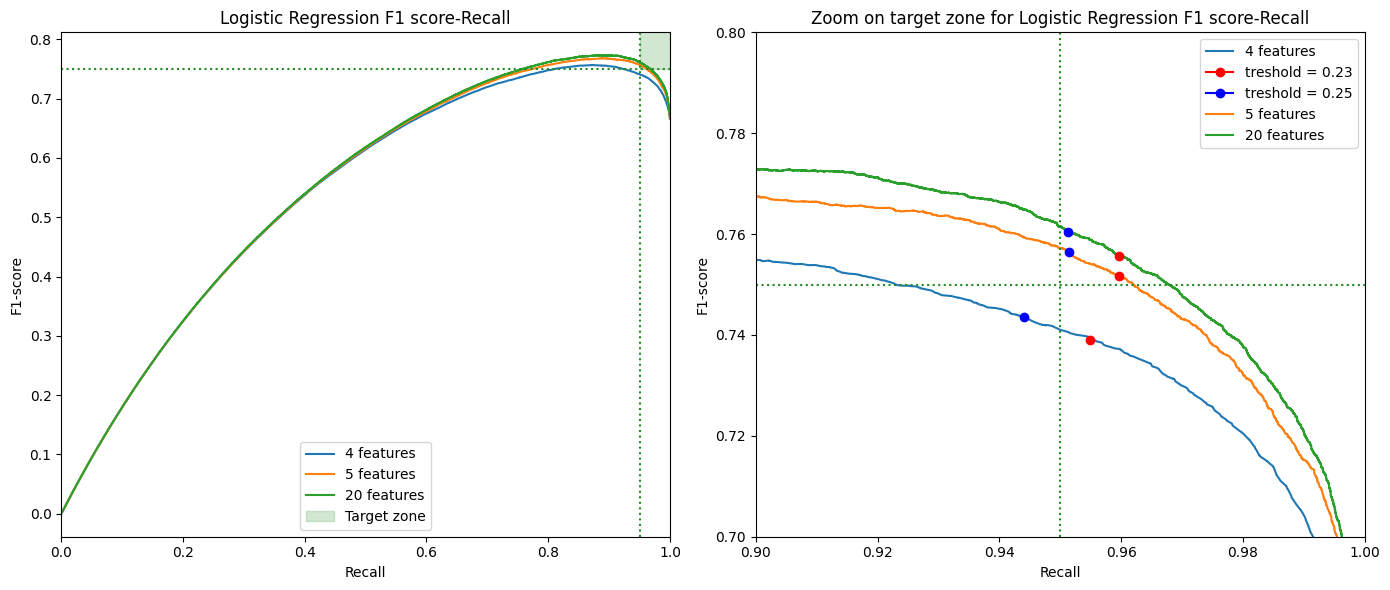 Logistic Regression F1 score-Recall
0.8
0.7
0.6
0.5
0.4
0.3
0.2
0.1
0.0
F1-score
4 features
5 features
20 features
Target zone
0.0 0.2 0.4 0.6 0.8 1.0
Recall
Zoom on target zone for Logistic Regression F1 score-Recall
0.80
0.78
0.76
0.74
0.72
0.70
F1-score
4 features
treshold = 0.23
treshold = 0.25
5 features
20 features
0.90 0.92 0.94 0.96 0.98 1.00
Recall